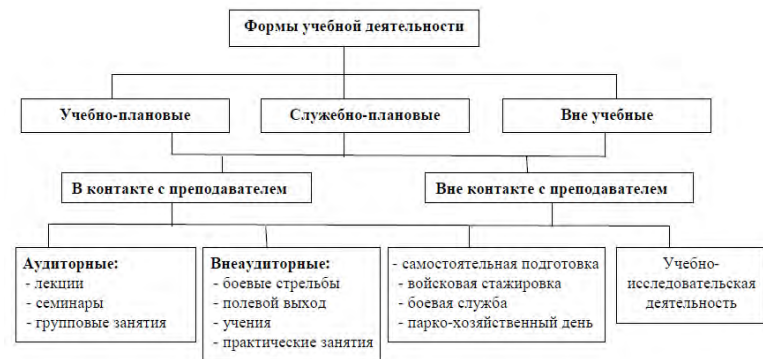 Формы учебной деятельности
Учебно-плановые
Служебно-плановые
Вне учебные
В контакте с преподавателем
Вне контакте с преподавателем
Аудиторные:
- лекции
- семинары
- групповые занятия
Внеаудиторные:
- боевые стрельбы
- полевой выход
- учения
- практические занятия
- самостоятельная подготовка
- войсковая стажировка
- боевая служба
- парко-хозяйственный день
Учебно-
исследовательская
деятельность